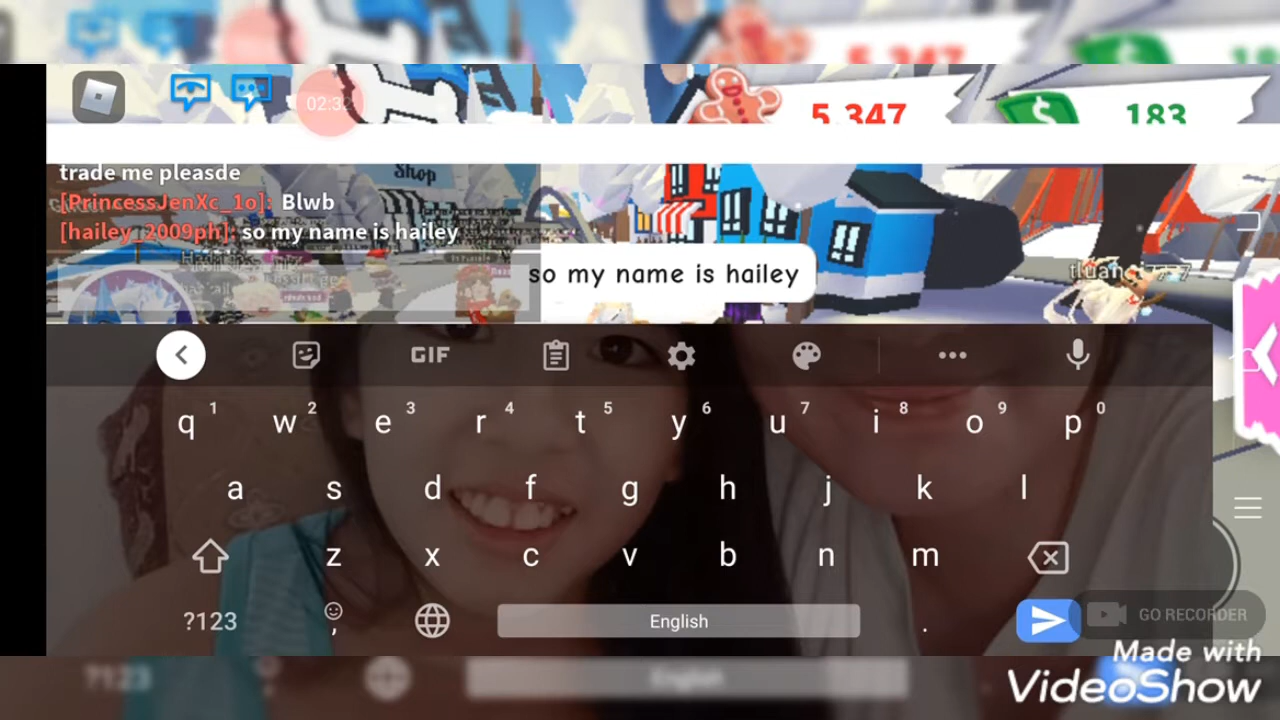 02:32
5,347
183
Shop
trade me pleasde
[PrincessJenXc_1o]: Blwb
[hailey_2009ph]: so my name is hailey
so my name is hailey
GIF
q 1 w 2 e 3 r 4 t 5 y 6 u 7 i 8 o 9 p 0
a s d f g h j k l
z x c v b n m
?123 , English .
GO RECORDER
Made with
VideoShow
?123